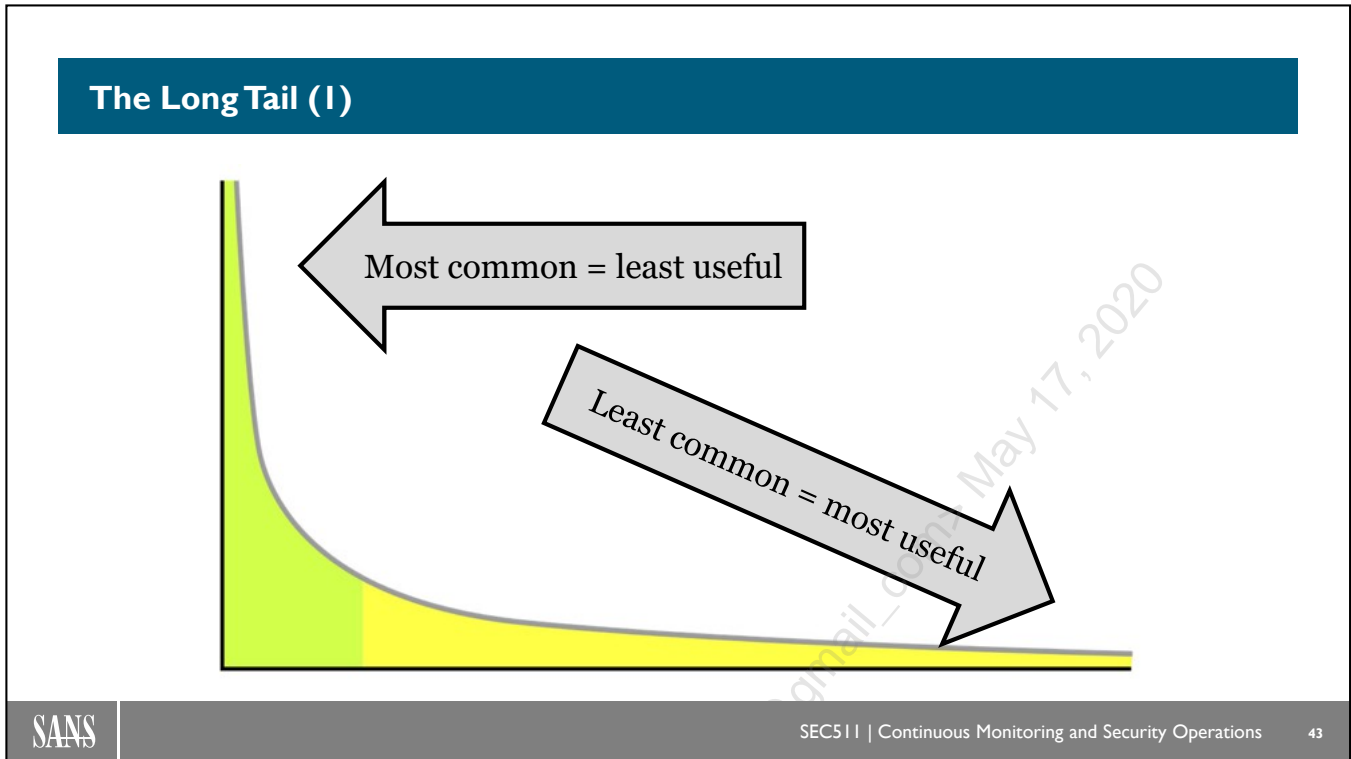 The Long Tail (1)
Most common = least useful
Least common = most useful
@gmail_com> May 17, 2020
SANS
SEC511 | Continuous Monitoring and Security Operations 43